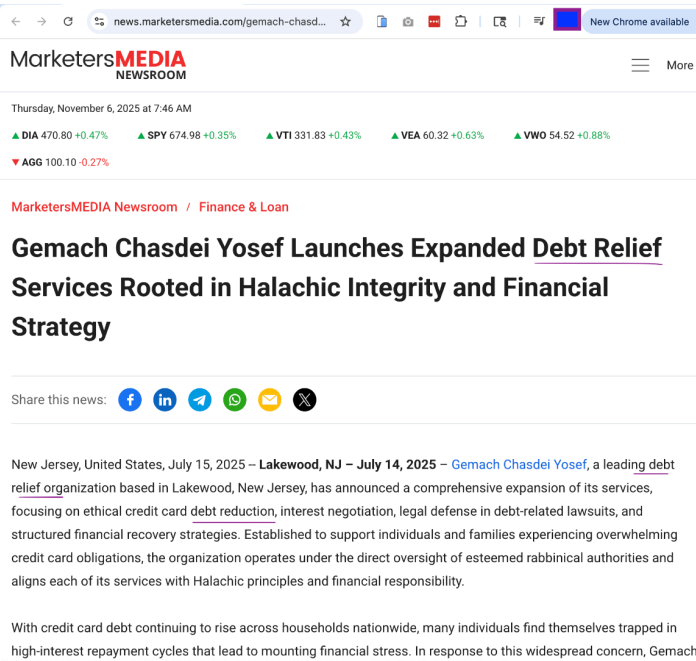 news.marketersmedia.com/gemach-chasd...
New Chrome available
MarketersMEDIA
NEWSROOM
More
Thursday, November 6, 2025 at 7:46 AM
▲ DIA 470.80 +0.47% ▲ SPY 674.98 +0.35% ▲ VTI 331.83 +0.43% ▲ VEA 60.32 +0.63% ▲ VWO 54.52 +0.88%
▼ AGG 100.10 -0.27%
MarketersMEDIA Newsroom / Finance & Loan
Gemach Chasdei Yosef Launches Expanded Debt Relief
Services Rooted in Halachic Integrity and Financial
Strategy
Share this news:
New Jersey, United States, July 15, 2025 -- Lakewood, NJ – July 14, 2025 – Gemach Chasdei Yosef, a leading debt
relief organization based in Lakewood, New Jersey, has announced a comprehensive expansion of its services,
focusing on ethical credit card debt reduction, interest negotiation, legal defense in debt-related lawsuits, and
structured financial recovery strategies. Established to support individuals and families experiencing overwhelming
credit card obligations, the organization operates under the direct oversight of esteemed rabbinical authorities and
aligns each of its services with Halachic principles and financial responsibility.
With credit card debt continuing to rise across households nationwide, many individuals find themselves trapped in
high-interest repayment cycles that lead to mounting financial stress. In response to this widespread concern, Gemach